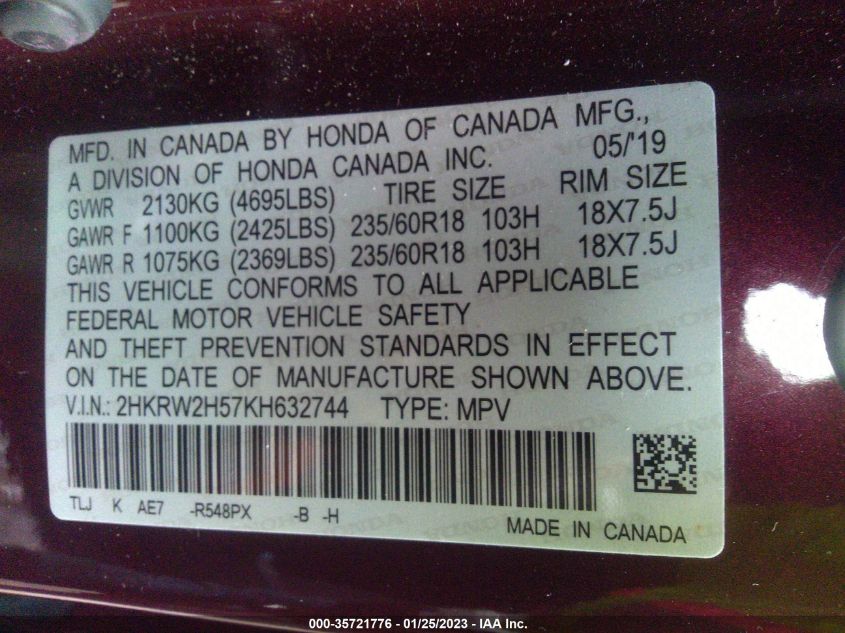 MFD. IN CANADA BY HONDA OF CANADA MFG.,
A DIVISION OF HONDA CANADA INC. 05/'19
GVWR 2130KG (4695LBS) TIRE SIZE RIM SIZE
GAWR F 1100KG (2425LBS) 235/60R18 103H 18X7.5J
GAWR R 1075KG (2369LBS) 235/60R18 103H 18X7.5J
THIS VEHICLE CONFORMS TO ALL APPLICABLE
FEDERAL MOTOR VEHICLE SAFETY
AND THEFT PREVENTION STANDARDS IN EFFECT
ON THE DATE OF MANUFACTURE SHOWN ABOVE.
V.I.N.: 2HKRW2H57KH632744 TYPE: MPV
TLJ K AE7 -R548PX -B -H
MADE IN CANADA
000-35721776 - 01/25/2023 - IAA Inc.